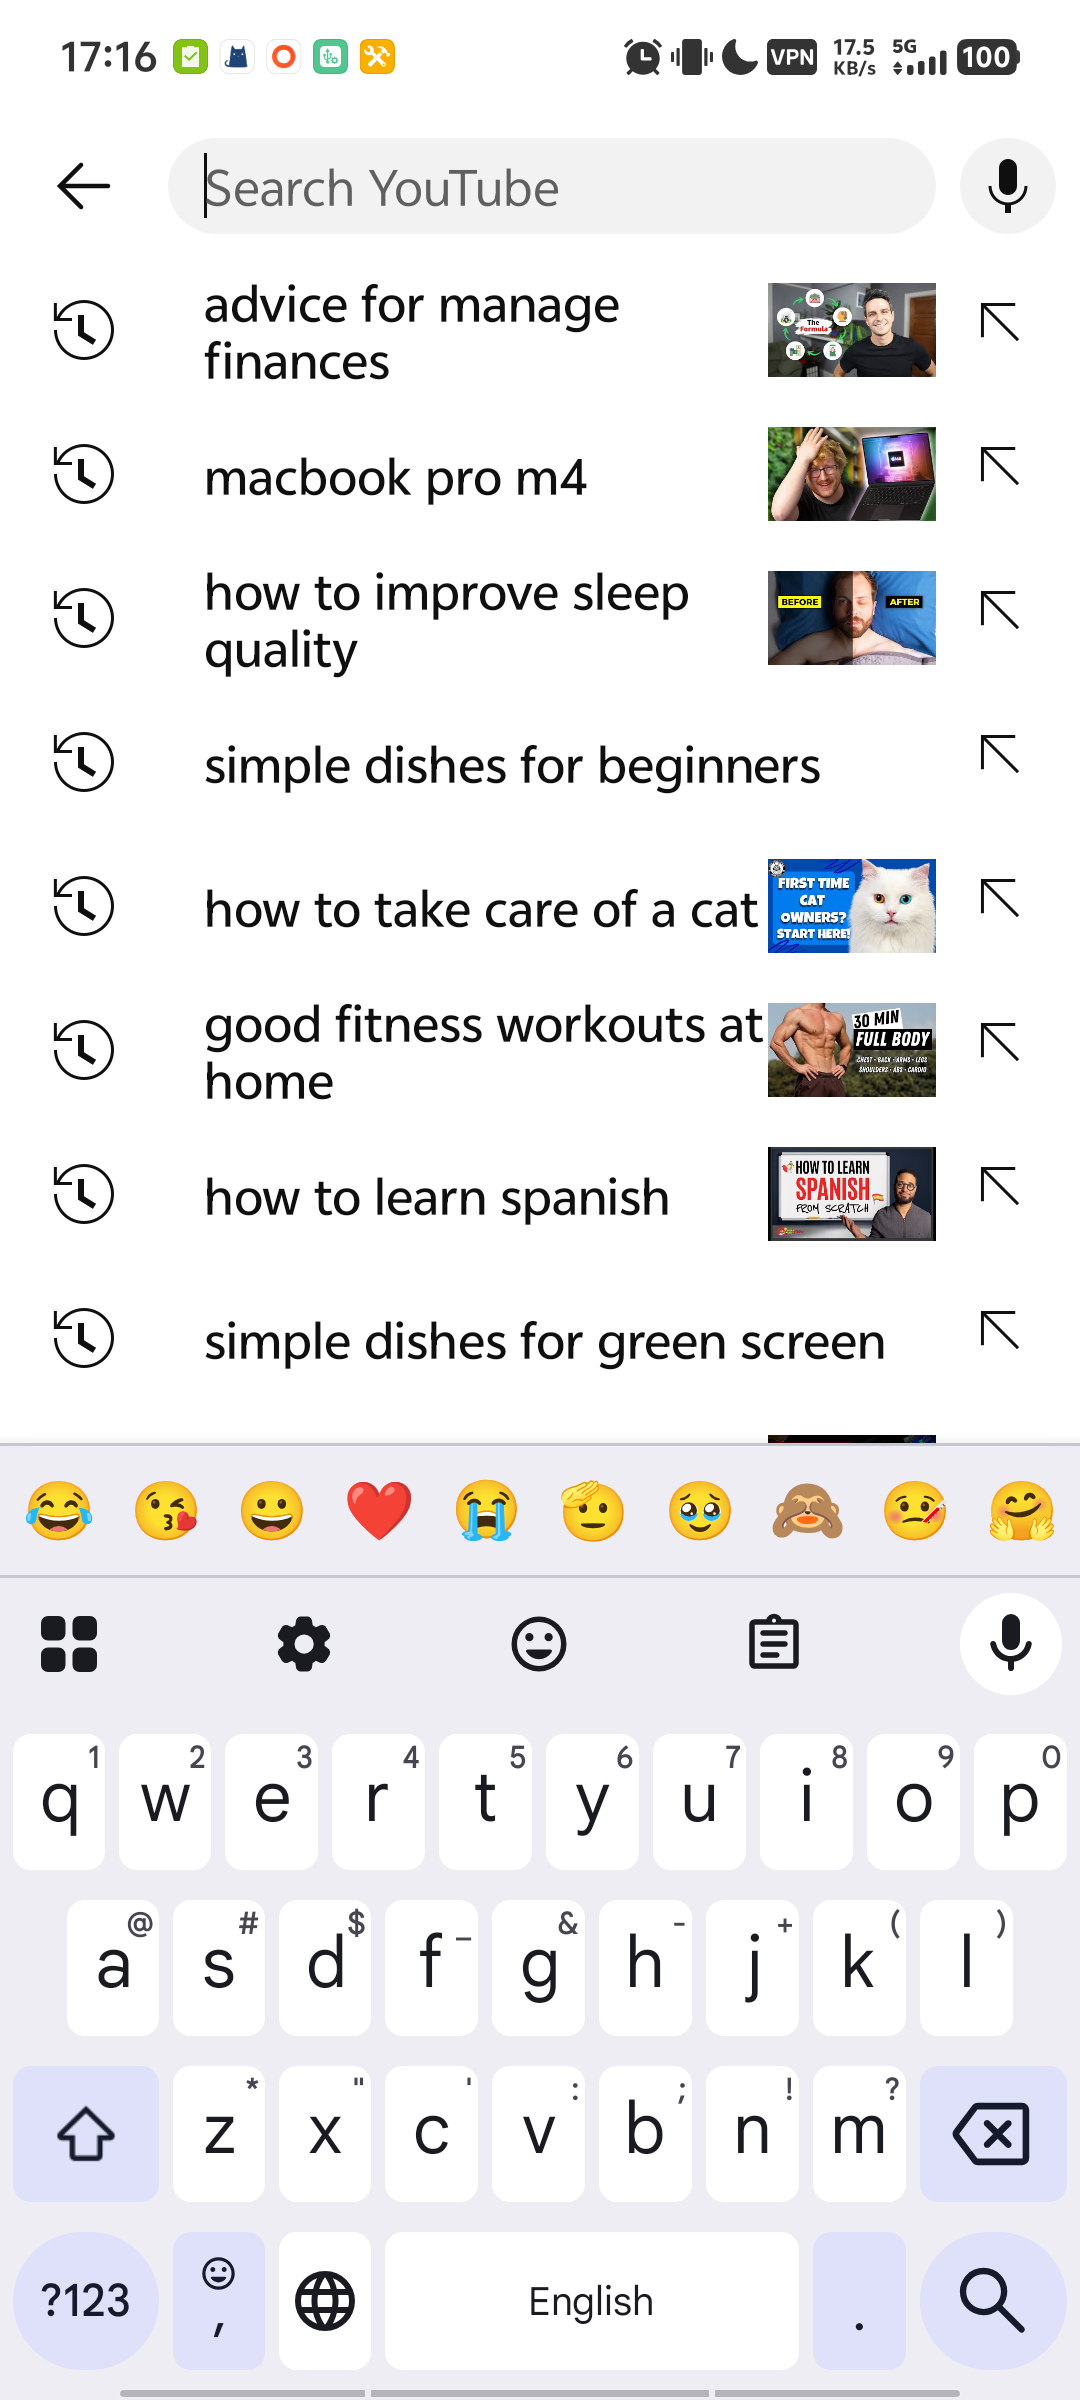 17:16
VPN
17.5
KB/s
5G
100
Search YouTube
advice for manage
finances
The
Formula
macbook pro m4
how to improve sleep
quality
BEFORE
AFTER
simple dishes for beginners
how to take care of a cat
FIRST TIME
CAT
OWNERS?
START HERE!
good fitness workouts at
home
30 MIN
FULL BODY
CHEST · BACK · ARMS · LEGS
SHOULDERS · ABS · CARDIO
how to learn spanish
HOW TO LEARN
SPANISH
FROM SCRATCH
simple dishes for green screen
1 2 3 4 5 6 7 8 9 0
q w e r t y u i o p
@ # $ _ & - + ( )
a s d f g h j k l
* " ' : ; ! ?
z x c v b n m
?123
,
English
.